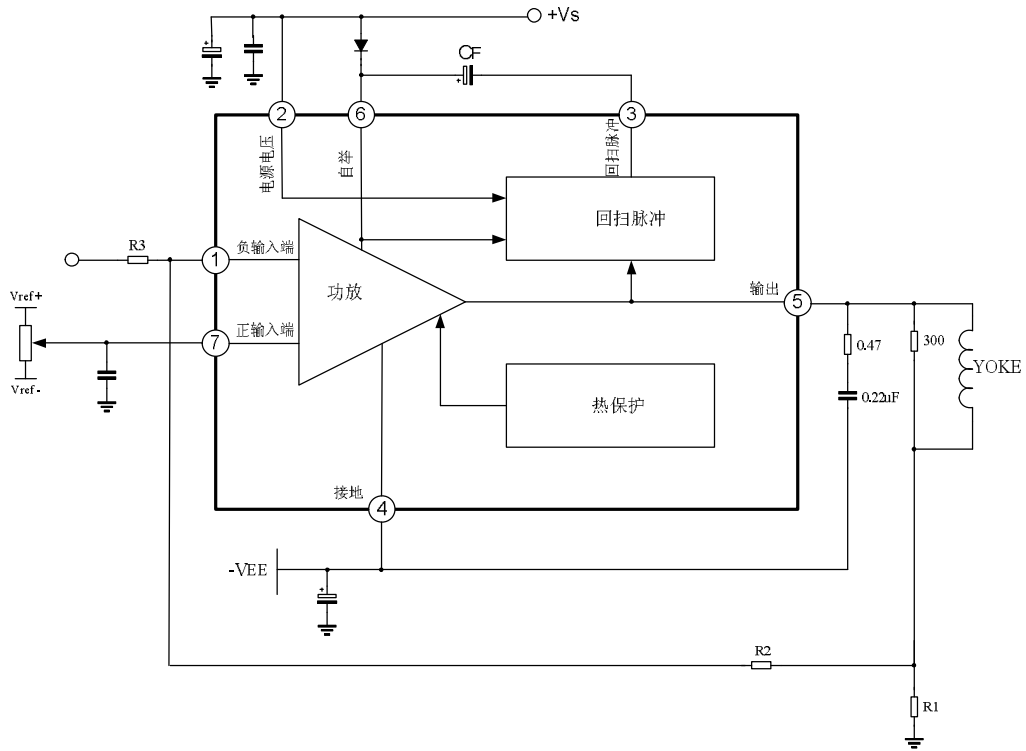 +Vs
CF
+
+
2
6
3
电源电压
自举
回扫脉冲
回扫脉冲
R3
1
负输入端
功放
输出
5
Vref+
7
正输入端
0.47
300
YOKE
Vref-
热保护
0.22uF
接地
4
-VEE
+
R2
R1